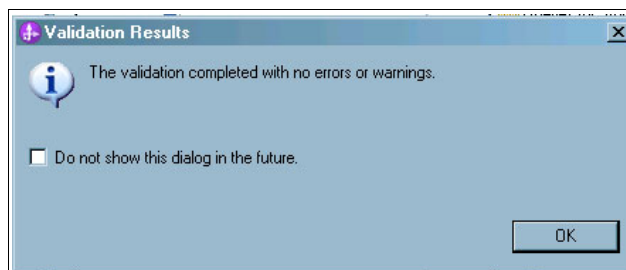 Validation Results
The validation completed with no errors or warnings.
Do not show this dialog in the future.
OK